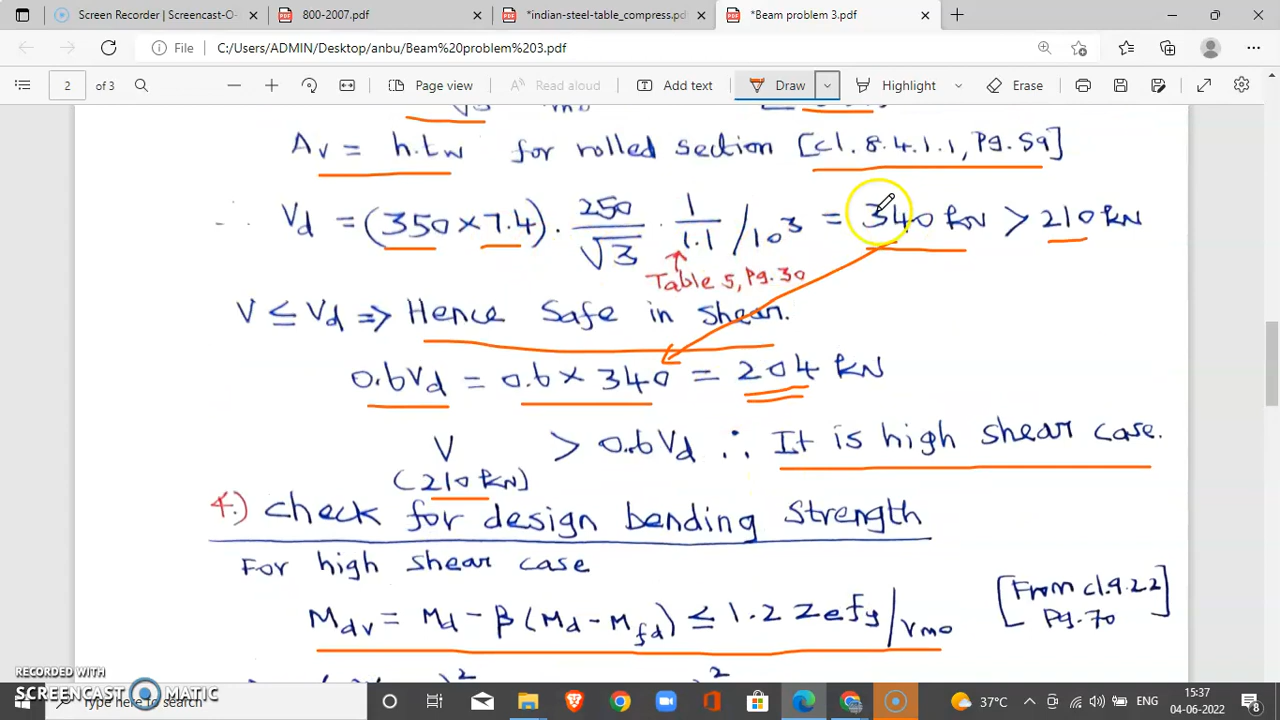 Screen Recorder | Screencast-O-
800-2007.pdf
*indian-steel-table_compress.pd
*Beam problem 3.pdf
File
C:/Users/ADMIN/Desktop/anbu/Beam%20problem%203.pdf
2 of 3
Page view
Read aloud
Add text
Draw
Highlight
Erase
Av = h.tw for rolled section [cl. 8.4.1.1, Pg.59]
∴ Vd = (350×7.4). 250/√3 . 1/1.1 /10³ = 340 kN > 210 kN
Table 5, Pg.30
V ≤ Vd => Hence Safe in shear.
0.6Vd = 0.6 × 340 = 204 kN
V > 0.6Vd ∴ It is high shear case.
(210 kN)
4.) Check for design bending strength
For high shear case
Mdv = Md - β (Md - Mfd) ≤ 1.2 Ze fy/γmo
[From cl.9.2.2
Pg.70]
RECORDED WITH
SCREENCAST MATIC
Type here to search
37°C
ENG
15:37
04-06-2022
8